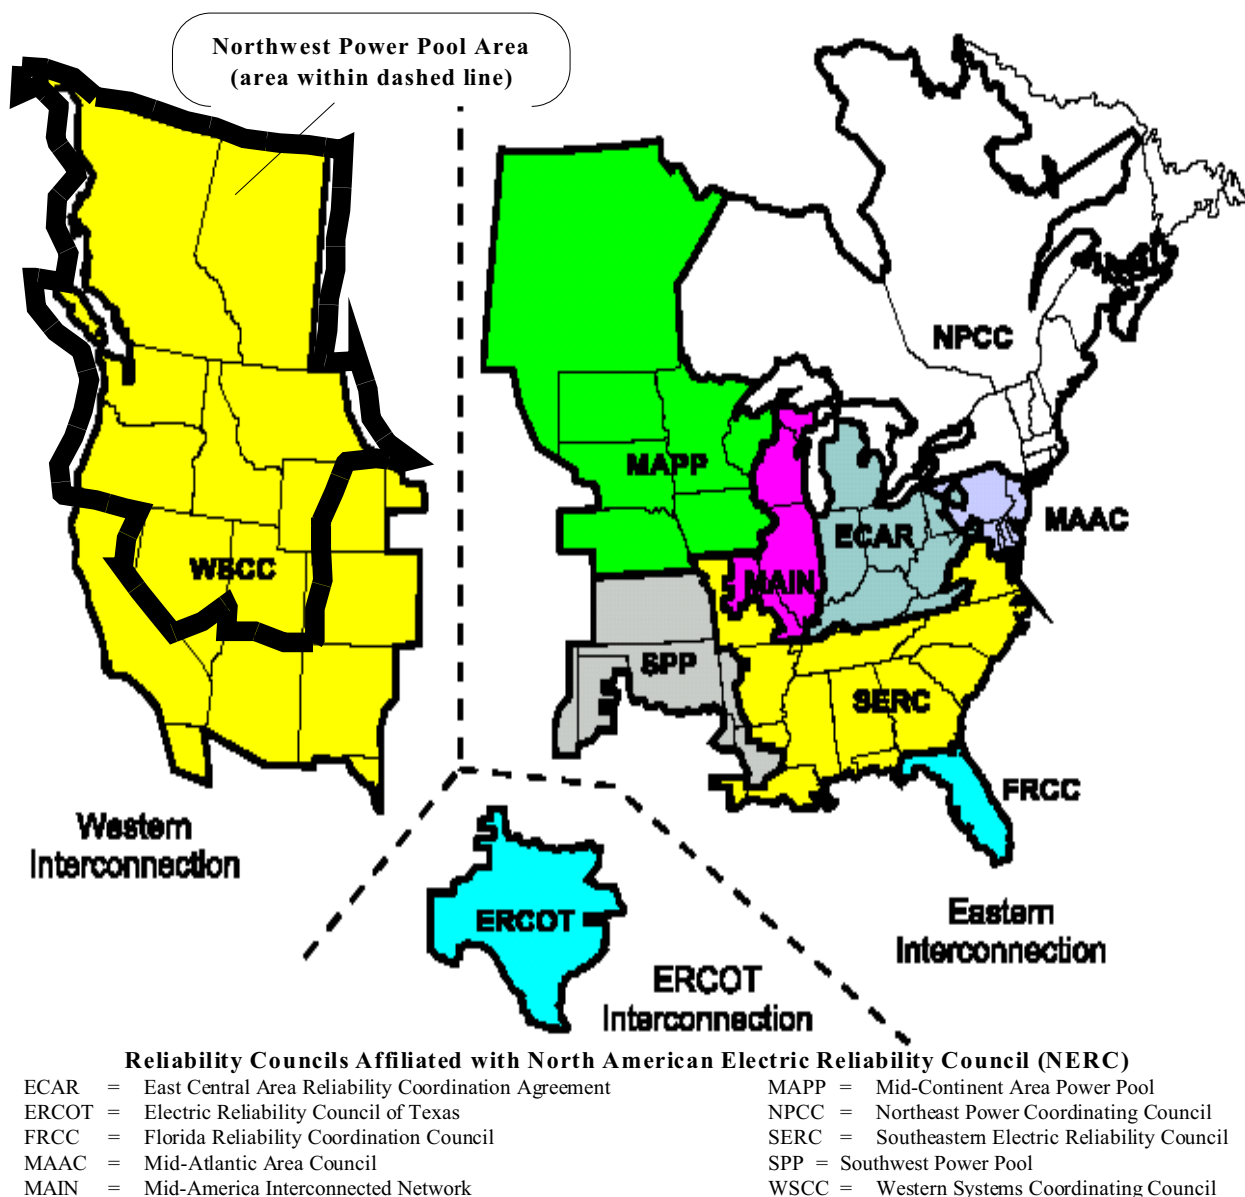 Northwest Power Pool Area
(area within dashed line)
NPCC
MAPP
MAAC
ECAR
WSCC
MAIN
SPP
SERC
FRCC
Western
Interconnection
ERCOT
Eastern
Interconnection
ERCOT
Interconnection
Reliability Councils Affiliated with North American Electric Reliability Council (NERC)
ECAR = East Central Area Reliability Coordination Agreement
MAPP = Mid-Continent Area Power Pool
ERCOT = Electric Reliability Council of Texas
NPCC = Northeast Power Coordinating Council
FRCC = Florida Reliability Coordination Council
SERC = Southeastern Electric Reliability Council
MAAC = Mid-Atlantic Area Council
SPP = Southwest Power Pool
MAIN = Mid-America Interconnected Network
WSCC = Western Systems Coordinating Council